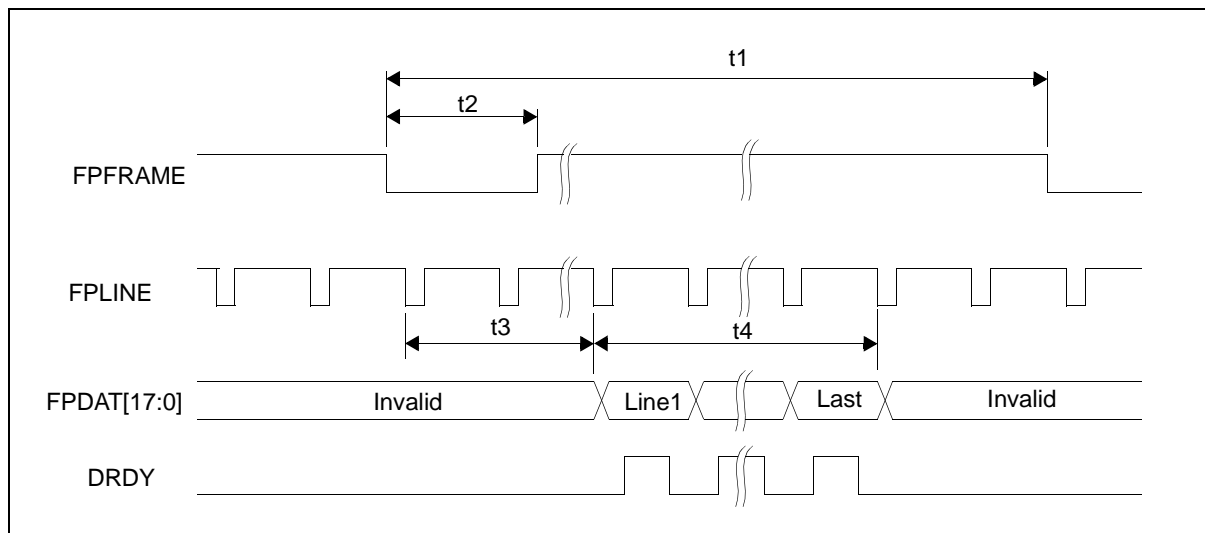 t1
t2
FPFRAME
FPLINE
t3
t4
FPDAT[17:0]
Invalid
Line1
Last
Invalid
DRDY